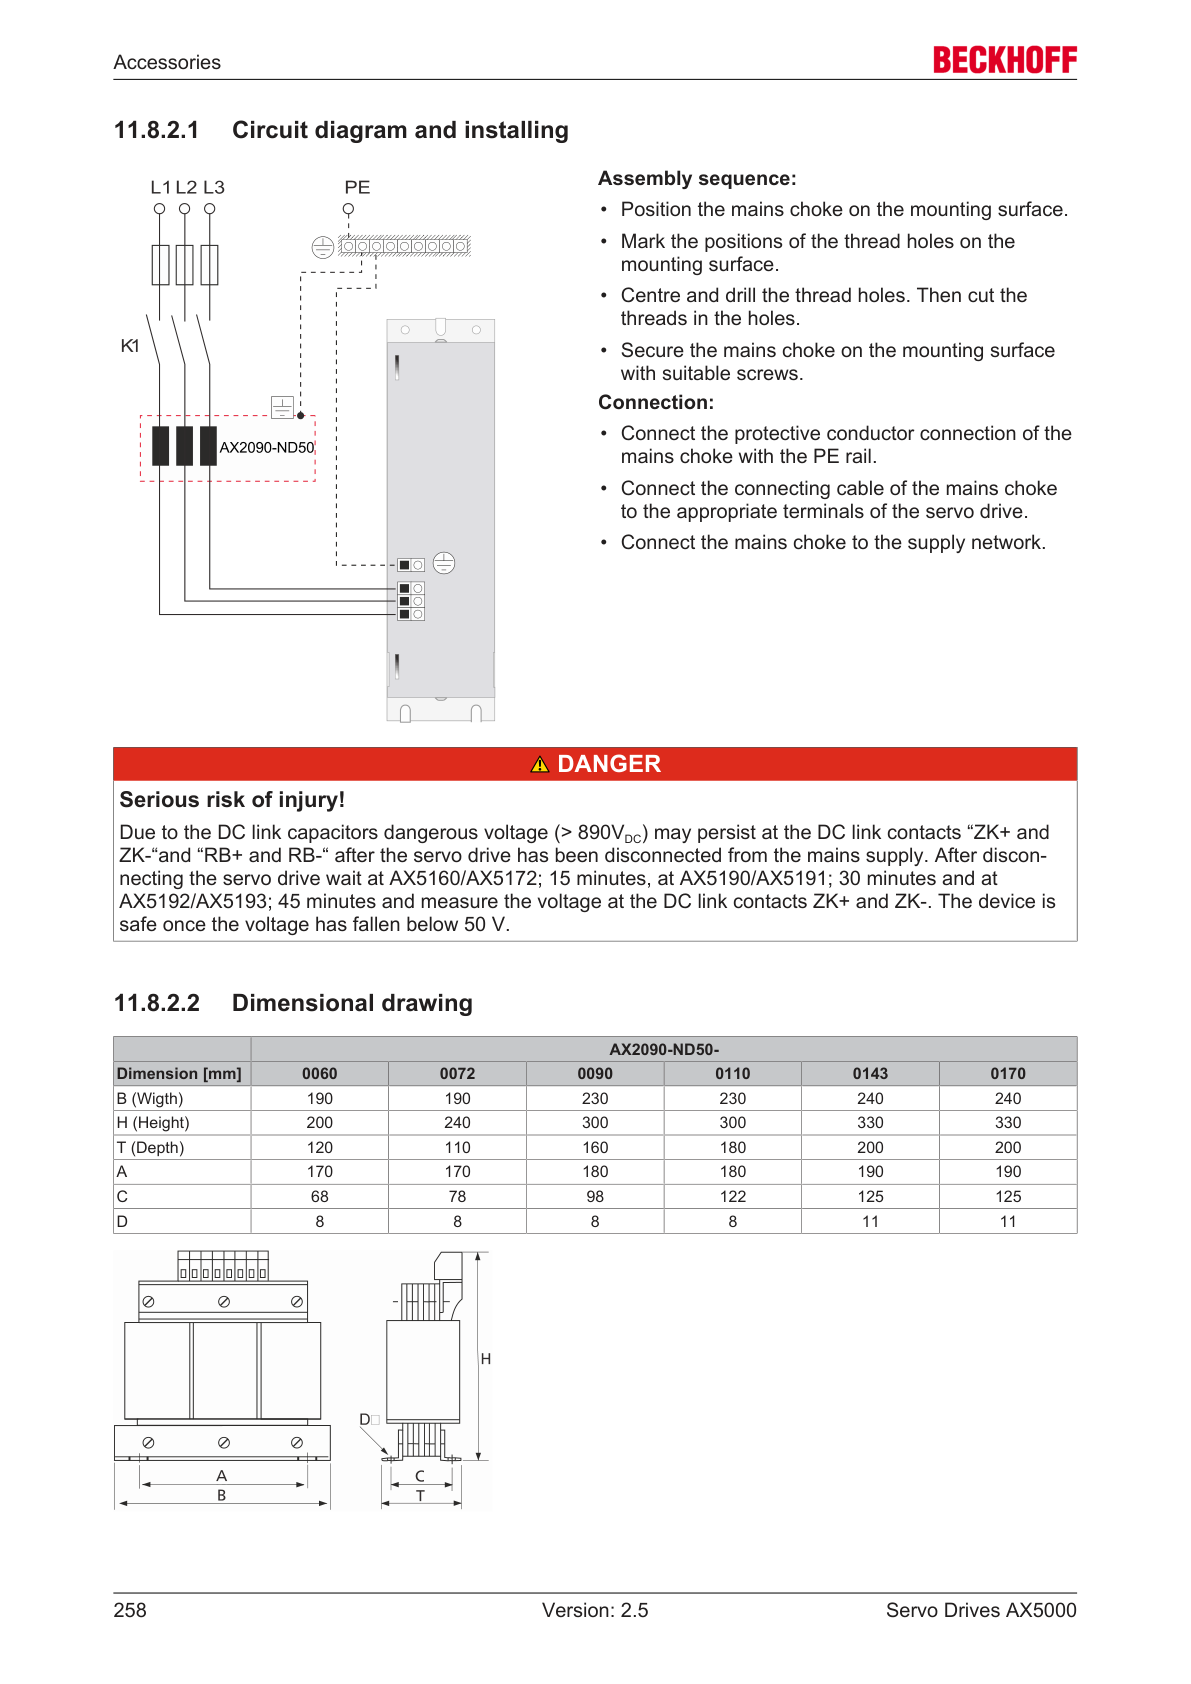 Accessories
BECKHOFF
11.8.2.1 Circuit diagram and installing
L1 L2 L3 PE
K1
AX2090-ND50
Assembly sequence:
• Position the mains choke on the mounting surface.
• Mark the positions of the thread holes on the
mounting surface.
• Centre and drill the thread holes. Then cut the
threads in the holes.
• Secure the mains choke on the mounting surface
with suitable screws.
Connection:
• Connect the protective conductor connection of the
mains choke with the PE rail.
• Connect the connecting cable of the mains choke
to the appropriate terminals of the servo drive.
• Connect the mains choke to the supply network.
DANGER
Serious risk of injury!
Due to the DC link capacitors dangerous voltage (> 890VDC) may persist at the DC link contacts “ZK+ and
ZK-“and “RB+ and RB-“ after the servo drive has been disconnected from the mains supply. After discon-
necting the servo drive wait at AX5160/AX5172; 15 minutes, at AX5190/AX5191; 30 minutes and at
AX5192/AX5193; 45 minutes and measure the voltage at the DC link contacts ZK+ and ZK-. The device is
safe once the voltage has fallen below 50 V.
11.8.2.2 Dimensional drawing
AX2090-ND50-
Dimension [mm] 0060 0072 0090 0110 0143 0170
B (Wigth) 190 190 230 230 240 240
H (Height) 200 240 300 300 330 330
T (Depth) 120 110 160 180 200 200
A 170 170 180 180 190 190
C 68 78 98 122 125 125
D 8 8 8 8 11 11
H
D
A
B
C
T
258 Version: 2.5 Servo Drives AX5000